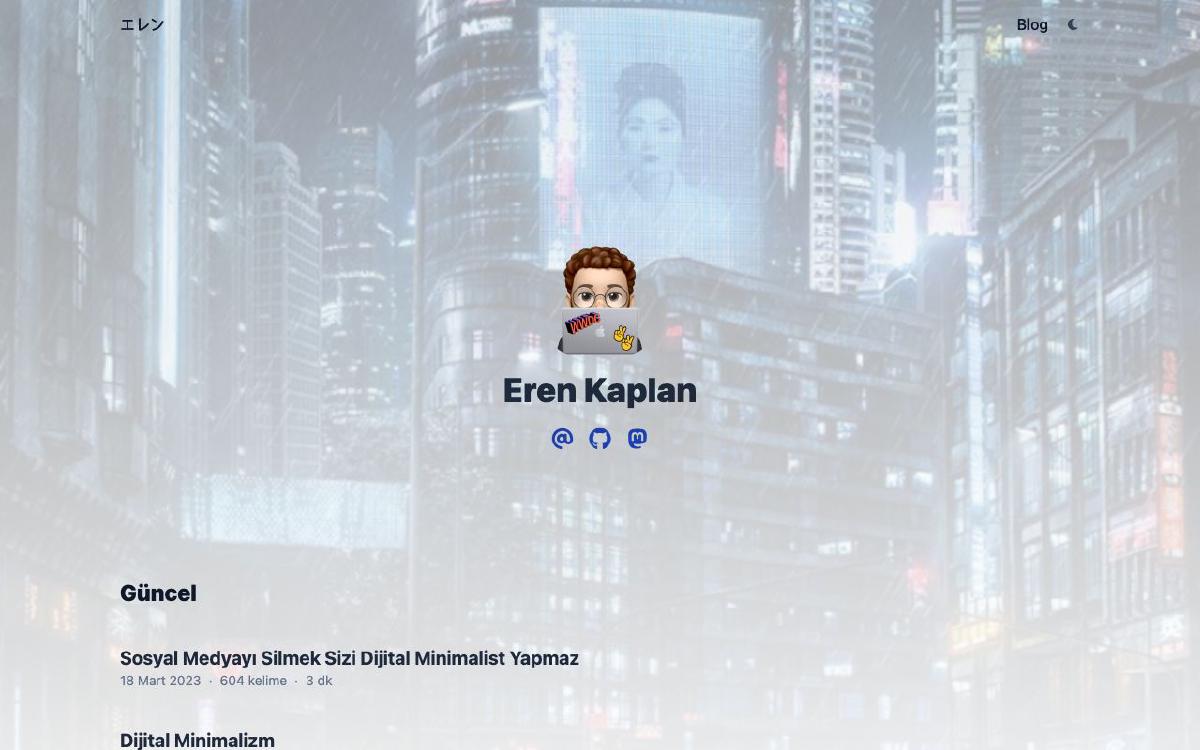 エレン
Blog
Eren Kaplan
Güncel
Sosyal Medyayı Silmek Sizi Dijital Minimalist Yapmaz
18 Mart 2023 · 604 kelime · 3 dk
Dijital Minimalizm